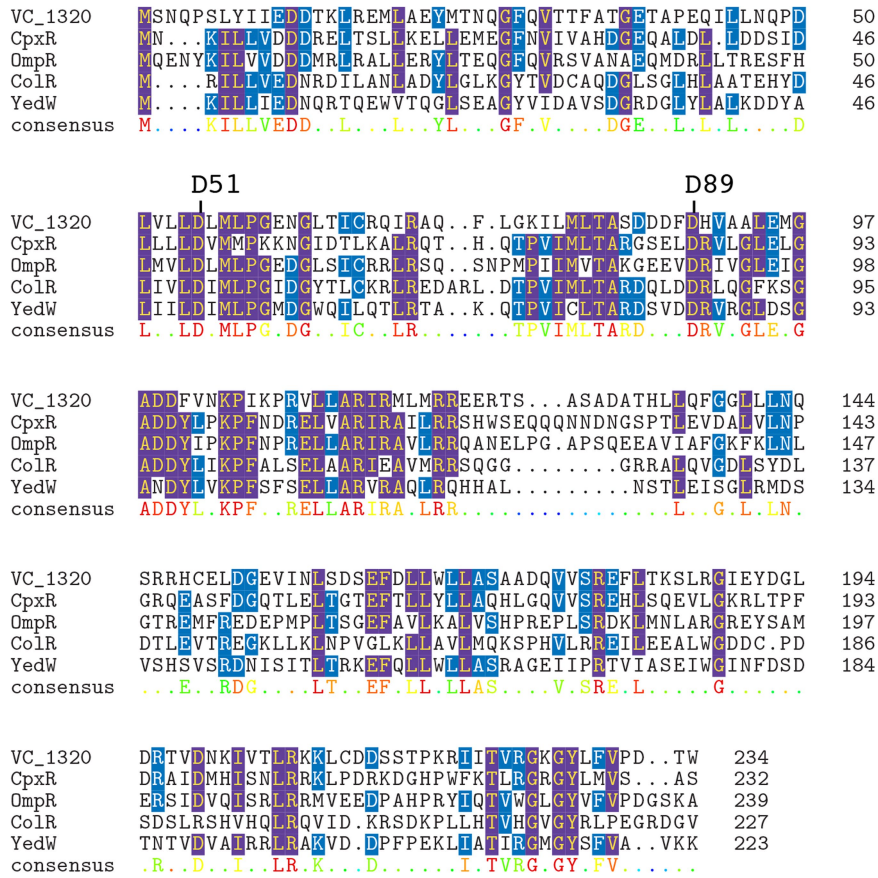 VC_1320 MSNQPSLYIIEDDTKLREMLAEYMTNQGFQVTTFATGETAPEQILLNQPD 50
CpxR MN...KILLVDDDRELTSLLKELLEMEGFNVIVAHDGEQALDL.LDDSID 46
OmpR MQENYKILVVDDDMRLRALLERYLTEQGFQVRSVANAEQMDRLLTRESFH 50
ColR M....RILLVEDNRDILANLADYLGLKGYTVDCAQDGLSGLHLAATEHYD 46
YedW M....KILLIEDNQRTQEWVTQGLSEAGYVIDAVSDGRDGLYLALKDDYA 46
consensus M....KILLVEDD..L...L..YL...GF.V....DGE..L.L.L....D
D51 D89
VC_1320 LVLLDLMLPGENGLTICRQIRAQ..F.LGKILMLTASDDDFDHVAALEMG 97
CpxR LLLLDVMMPKKNGIDTLKALRQT..H.QTPVIMLTARGSELDRVLGLELG 93
OmpR LMVLDLMLPGEDGLSICRRLRSQ..SNPMPIIMVTAKGEEVDRIVGLEIG 98
ColR LIVLDIMLPGIDGYTLCKRLREDARL.DTPVIMLTARDQLDDRLQGFKSG 95
YedW LIILDIMLPGMDGWQILQTLRTA..K.QTPVICLTARDSVDDRVRGLDSG 93
consensus L..LD.MLPG.DG..IC..LR.......TPVIMLTARD...DRV.GLE.G
VC_1320 ADDFVNKPIKPRVLLARIRMLMRREERTS...ASADATHLLQFGGLLLNQ 144
CpxR ADDYLPKPFNDRELVARIRAILRRSHWSEQQQNNDNGSPTLEVDALVLNP 143
OmpR ADDYIPKPFNPRELLARIRAVLRRQANELPG.APSQEEAVIAFGKFKLNL 147
ColR ADDYLIKPFALSELAARIEAVMRRSQGG........GRRALQVGDLSYDL 137
YedW ANDYLVKPFSFSELLARVRAQLRQHHAL.........NSTLEISGLRMDS 134
consensus ADDYL.KPF..RELLARIRA.LRR................L..G.L.LN.
VC_1320 SRRHCELDGEVINLSDSEFDLLWLLASAADQVVSREFLTKSLRGIEYDGL 194
CpxR GRQEASFDGQTLELTGTEFTLLYLLAQHLGQVVSREHLSQEVLGKRLTPF 193
OmpR GTREMFREDEPMPLTSGEFAVLKALVSHPREPLSRDKLMNLARGREYSAM 197
ColR DTLEVTREGKLLKLNPVGLKLLAVLMQKSPHVLRREILEEALWGDDC.PD 186
YedW VSHSVSRDNISITLTRKEFQLLWLLASRAGEIIPRTVIASEIWGINFDSD 184
consensus ...E..RDG....LT..EF.LL.LLAS....V.SRE.L.....G......
VC_1320 DRTVDNKIVTLRKKLCDDSSTPKRIITVRGKGYLFVPD..TW 234
CpxR DRAIDMHISNLRRKLPDRKDGHPWFKTLRGRGYLMVS...AS 232
OmpR ERSIDVQISRLRRMVEEDPAHPRYIQTVWGLGYVFVPDGSKA 239
ColR SDSLRSHVHQLRQVID.KRSDKPLLHTVHGVGYRLPEGRDGV 227
YedW TNTVDVAIRRLRAKVD.DPFPEKLIATIRGMGYSFVA..VKK 223
consensus .R..D..I..LR.K...D......I.TVRG.GY.FV......